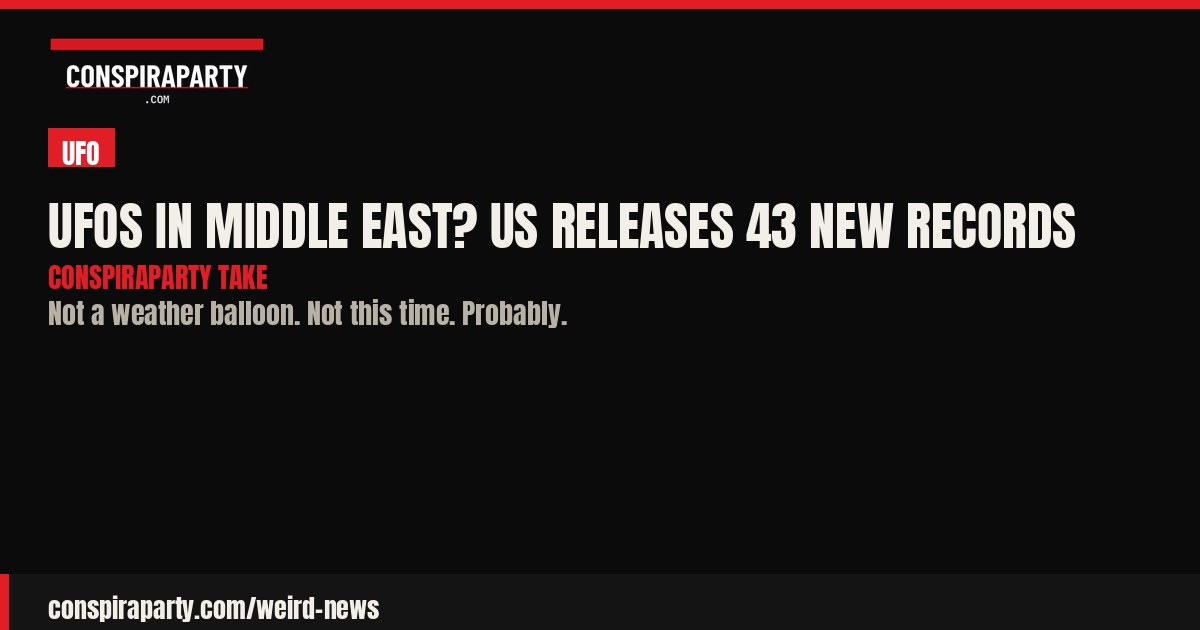 CONSPIRAPARTY
.COM
UFO
UFOS IN MIDDLE EAST? US RELEASES 43 NEW RECORDS
CONSPIRAPARTY TAKE
Not a weather balloon. Not this time. Probably.
conspiraparty.com/weird-news